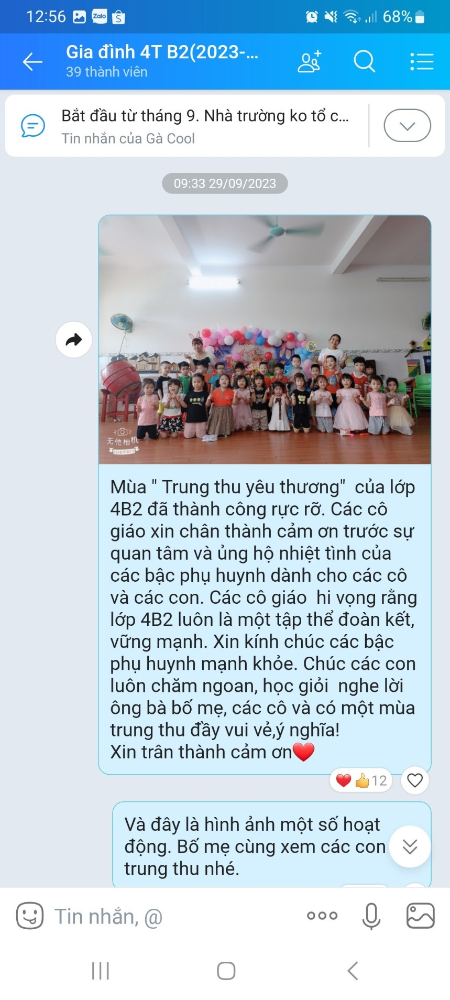 12:56
Zalo
S
68%
Gia đình 4T B2(2023-...
39 thành viên
Bắt đầu từ tháng 9. Nhà trường ko tổ c...
Tin nhắn của Gà Cool
09:33 29/09/2023
无他相机
Mùa " Trung thu yêu thương"  của lớp
4B2 đã thành công rực rỡ. Các cô
giáo xin chân thành cảm ơn trước sự
quan tâm và ủng hộ nhiệt tình của
các bậc phụ huynh dành cho các cô
và các con. Các cô giáo  hi vọng rằng
lớp 4B2 luôn là một tập thể đoàn kết,
vững mạnh. Xin kính chúc các bậc
phụ huynh mạnh khỏe. Chúc các con
luôn chăm ngoan, học giỏi  nghe lời
ông bà bố mẹ, các cô và có một mùa
trung thu đầy vui vẻ,ý nghĩa!
Xin trân thành cảm ơn❤️
❤️👍12
Và đây là hình ảnh một số hoạt
động. Bố mẹ cùng xem các con
trung thu nhé.
Tin nhắn, @